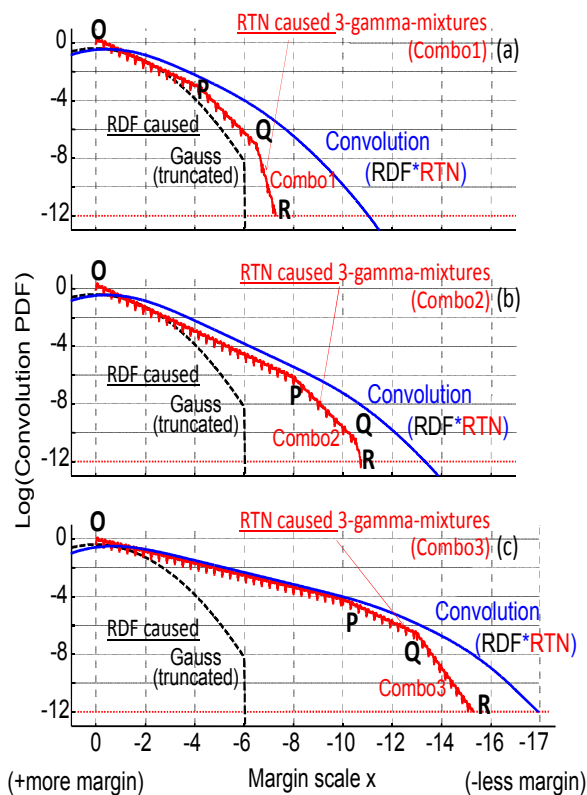 RTN caused 3-gamma-mixtures
(Combo1) (a)
O
0
-4
-8
-12
P
Q
R
RDF caused
Gauss
(truncated)
Combo1
Convolution
(RDF*RTN)
RTN caused 3-gamma-mixtures
(Combo2) (b)
O
0
-4
-8
-12
P
Q
R
RDF caused
Gauss
(truncated)
Combo2
Convolution
(RDF*RTN)
Log(Convolution PDF)
RTN caused 3-gamma-mixtures
(Combo3) (c)
O
0
-4
-8
-12
P
Q
R
RDF caused
Gauss
(truncated)
Combo3
Convolution
(RDF*RTN)
0 -2 -4 -6 -8 -10 -12 -14 -16 -17
(+more margin) Margin scale x (-less margin)